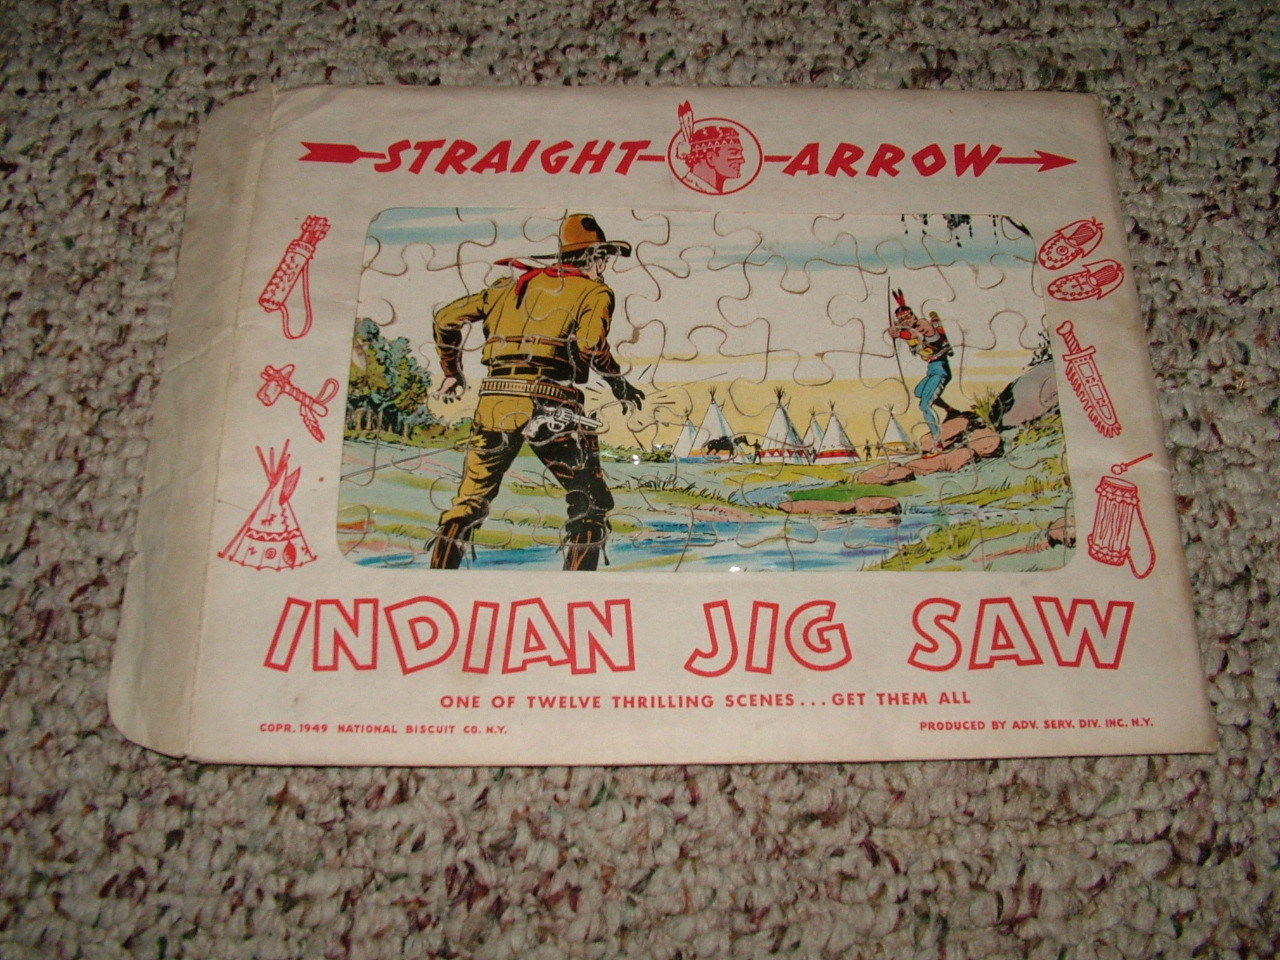 STRAIGHT ARROW
INDIAN JIG SAW
ONE OF TWELVE THRILLING SCENES... GET THEM ALL
COPR. 1949 NATIONAL BISCUIT CO. N.Y.
PRODUCED BY ADV. SERV. DIV. INC. N.Y.